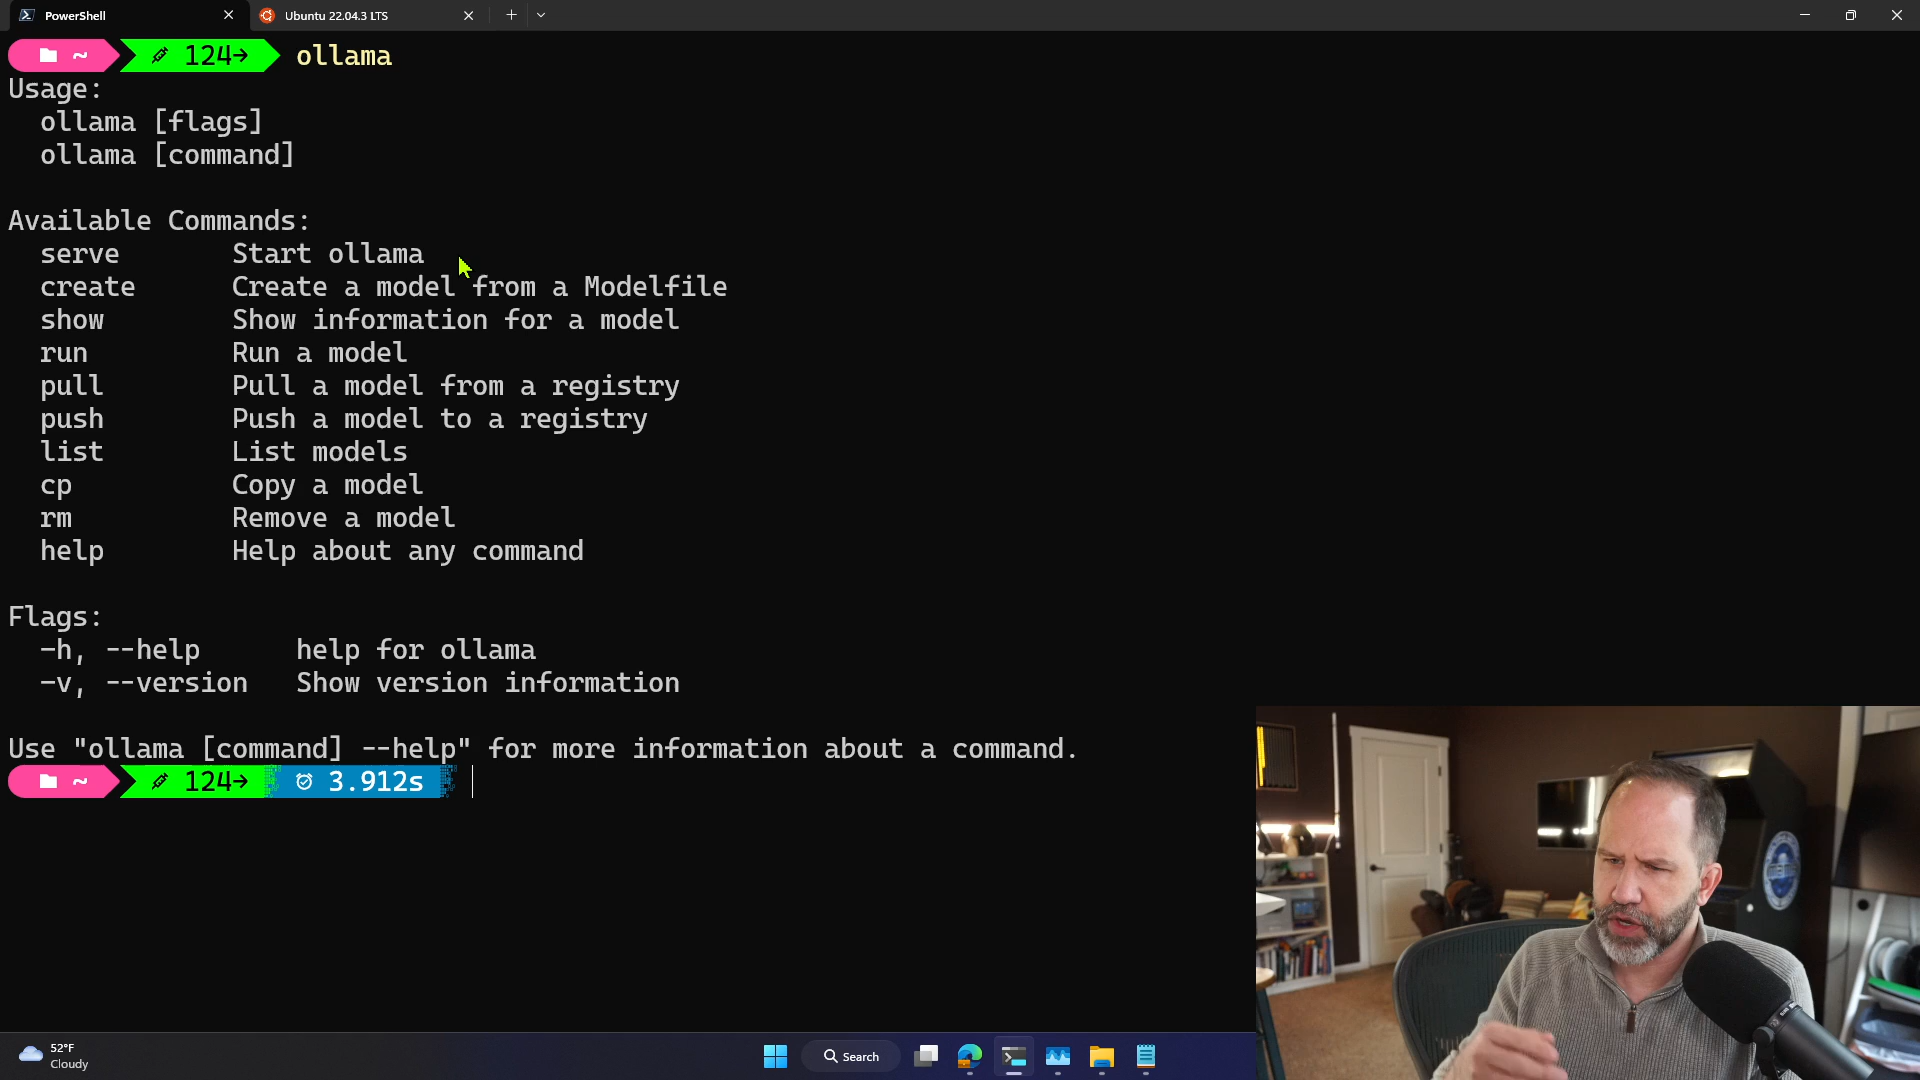 PowerShell
Ubuntu 22.04.3 LTS
~ 124→ ollama
Usage:
ollama [flags]
ollama [command]
Available Commands:
serve Start ollama
create Create a model from a Modelfile
show Show information for a model
run Run a model
pull Pull a model from a registry
push Push a model to a registry
list List models
cp Copy a model
rm Remove a model
help Help about any command
Flags:
-h, --help help for ollama
-v, --version Show version information
Use "ollama [command] --help" for more information about a command.
~ 124→ 3.912s
52°F
Cloudy
Search